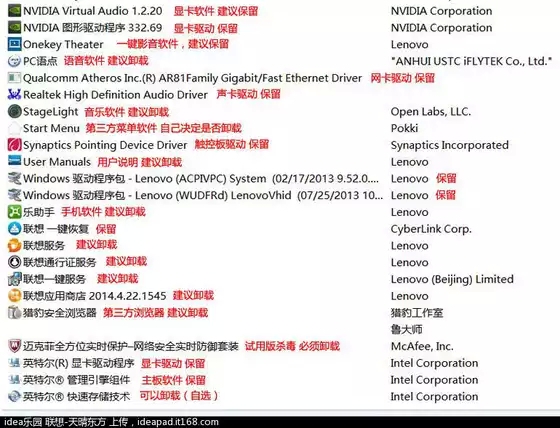 NVIDIA Virtual Audio 1.2.20 显卡软件 建议保留 NVIDIA Corporation
NVIDIA 图形驱动程序 332.69 显卡驱动 保留 NVIDIA Corporation
Onekey Theater 一键影音软件，建议保留 Lenovo
PC语点 语音软件 建议卸载 "ANHUI USTC iFLYTEK Co., Ltd."
Qualcomm Atheros Inc.(R) AR81Family Gigabit/Fast Ethernet Driver 网卡驱动 保留
Realtek High Definition Audio Driver 声卡驱动 保留
StageLight 音乐软件 建议卸载 Open Labs, LLC.
Start Menu 第三方菜单软件 自己决定是否卸载 Pokki
Synaptics Pointing Device Driver 触控板驱动 保留 Synaptics Incorporated
User Manuals 用户说明 建议卸载 Lenovo
Windows 驱动程序包 - Lenovo (ACPIVPC) System (02/17/2013 9.52.0.... Lenovo 保留
Windows 驱动程序包 - Lenovo (WUDFRd) LenovoVhid (07/25/2013 10... Lenovo 保留
乐助手 手机软件 建议卸载 Lenovo
联想 一键恢复 保留 CyberLink Corp.
联想服务 建议卸载 Lenovo
联想通行证服务 建议卸载 Lenovo
联想一键服务 建议卸载 Lenovo (Beijing) Limited
联想应用商店 2014.4.22.1545 建议卸载 Lenovo
猎豹安全浏览器 第三方浏览器 建议卸载 猎豹工作室
鲁大师
迈克菲全方位实时保护–网络安全实时防御套装 试用版杀毒 必须卸载 McAfee, Inc.
英特尔(R) 显卡驱动程序 显卡驱动 保留 Intel Corporation
英特尔® 管理引擎组件 主板软件 保留 Intel Corporation
英特尔® 快速存储技术 可以卸载（自选） Intel Corporation
idea乐园 联想-天晴东方 上传，ideapad.it168.com